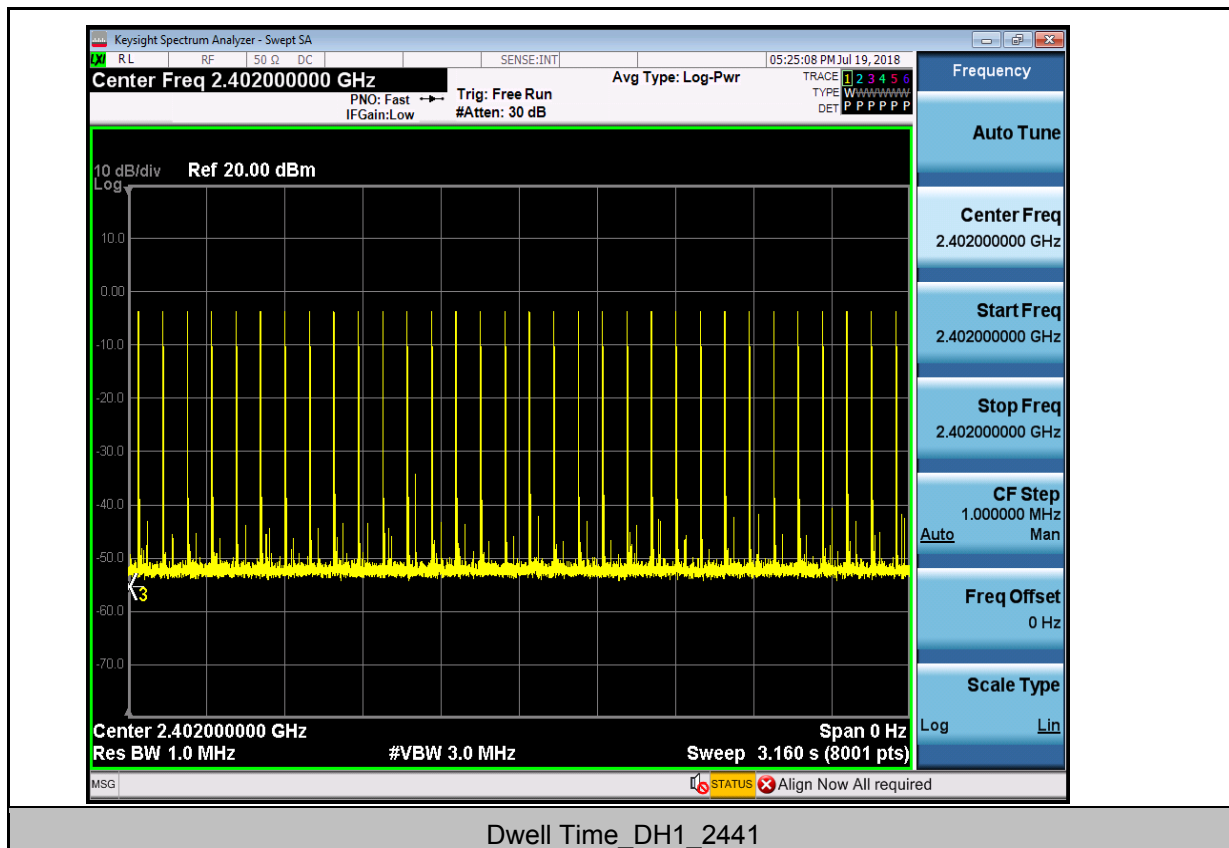 Keysight Spectrum Analyzer - Swept SA
LXI RL RF 50 Ω DC SENSE:INT 05:25:08 PM Jul 19, 2018
Center Freq 2.402000000 GHz
PNO: Fast
IFGain:Low
Trig: Free Run
#Atten: 30 dB
Avg Type: Log-Pwr
TRACE 1 2 3 4 5 6
TYPE WWWWWW
DET P P P P P P
10 dB/div
Log
Ref 20.00 dBm
10.0
0.00
-10.0
-20.0
-30.0
-40.0
-50.0
-60.0
-70.0
3
Center 2.402000000 GHz
Span 0 Hz
Res BW 1.0 MHz
#VBW 3.0 MHz
Sweep 3.160 s (8001 pts)
MSG
STATUS
Align Now All required
Frequency
Auto Tune
Center Freq
2.402000000 GHz
Start Freq
2.402000000 GHz
Stop Freq
2.402000000 GHz
CF Step
1.000000 MHz
Auto Man
Freq Offset
0 Hz
Scale Type
Log Lin
Dwell Time_DH1_2441